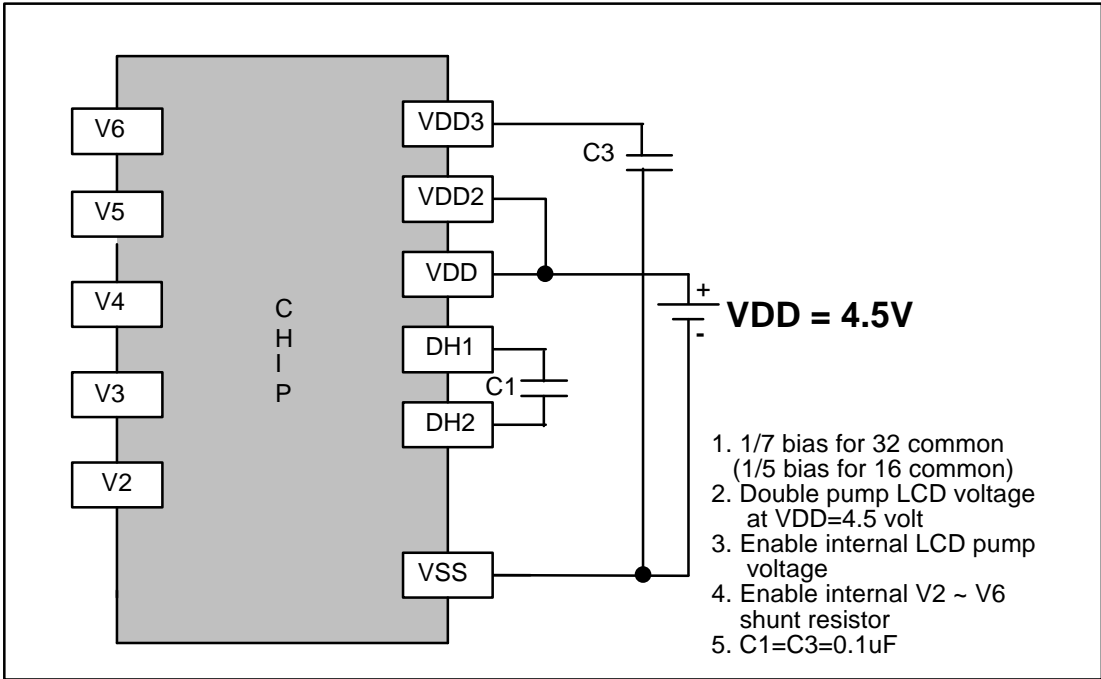 V6
V5
V4
V3
V2
C
H
I
P
VDD3
VDD2
VDD
DH1
DH2
VSS
C3
C1
+
-
VDD = 4.5V
1. 1/7 bias for 32 common
(1/5 bias for 16 common)
2. Double pump LCD voltage
at VDD=4.5 volt
3. Enable internal LCD pump
voltage
4. Enable internal V2 ~ V6
shunt resistor
5. C1=C3=0.1uF